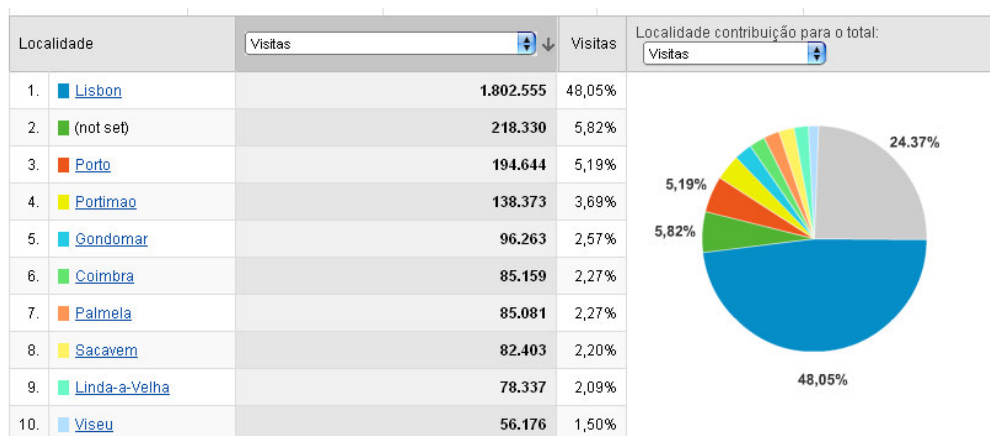 Localidade Visitas Visitas Localidade contribuição para o total:
Visitas
1. Lisbon 1.802.555 48,05%
2. (not set) 218.330 5,82%
3. Porto 194.644 5,19%
4. Portimao 138.373 3,69%
5. Gondomar 96.263 2,57%
6. Coimbra 85.159 2,27%
7. Palmela 85.081 2,27%
8. Sacavem 82.403 2,20%
9. Linda-a-Velha 78.337 2,09%
10. Viseu 56.176 1,50%
24.37%
5,19%
5,82%
48,05%